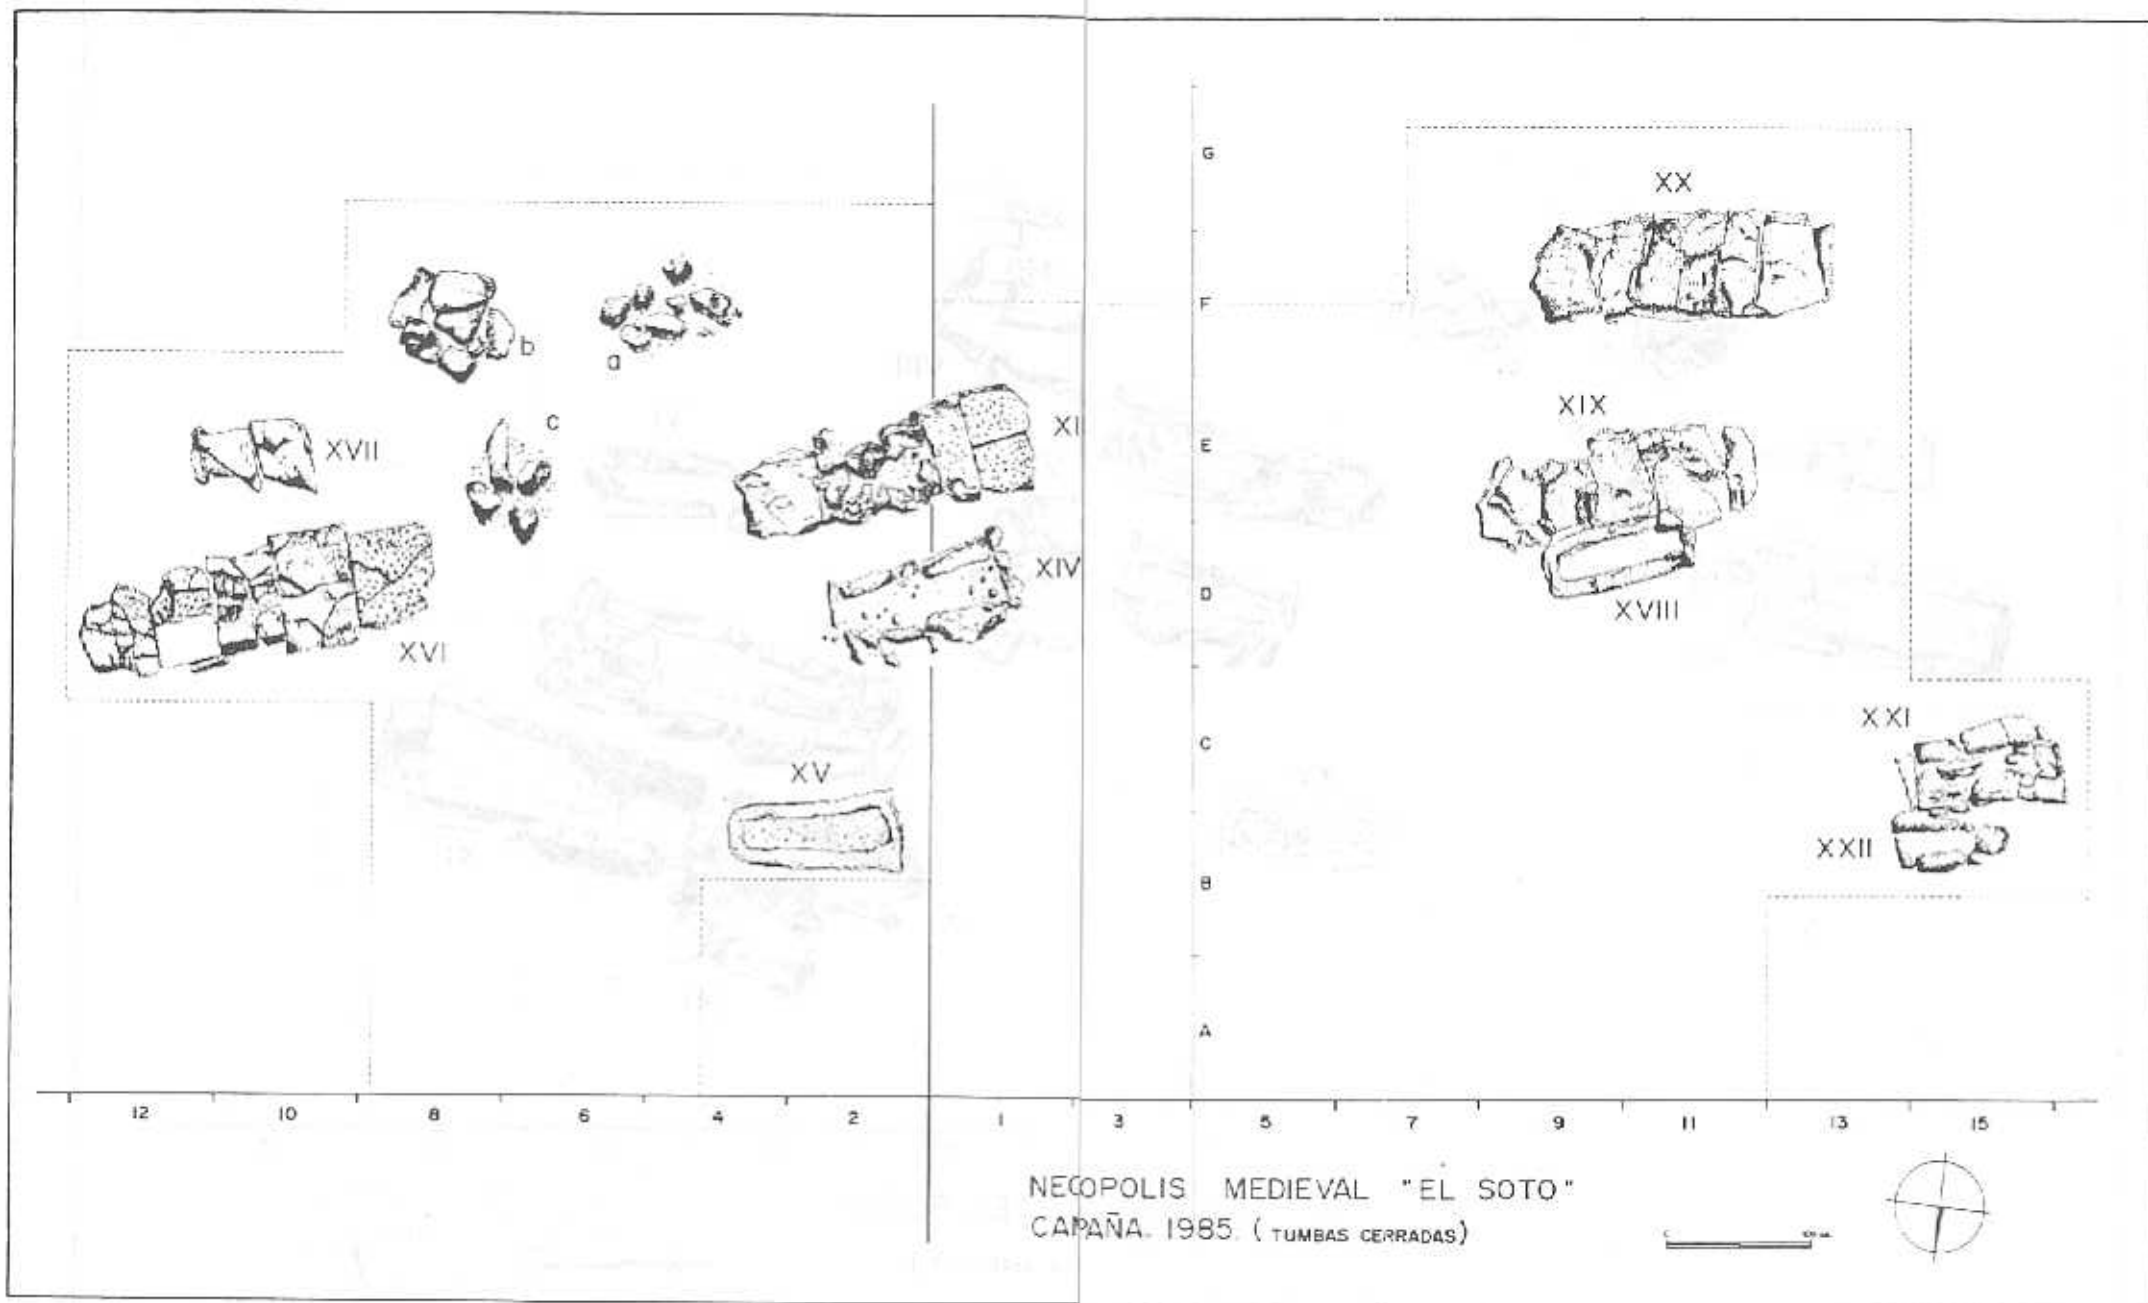 G
XX
F
b
a
XIX
c
XI
E
XVII
XIV
D
XVIII
XVI
XXI
C
XV
XXII
B
A
12 10 8 6 4 2 1 3 5 7 9 11 13 15
NECOPOLIS MEDIEVAL "EL SOTO"
CAPAÑA. 1985. (TUMBAS CERRADAS)